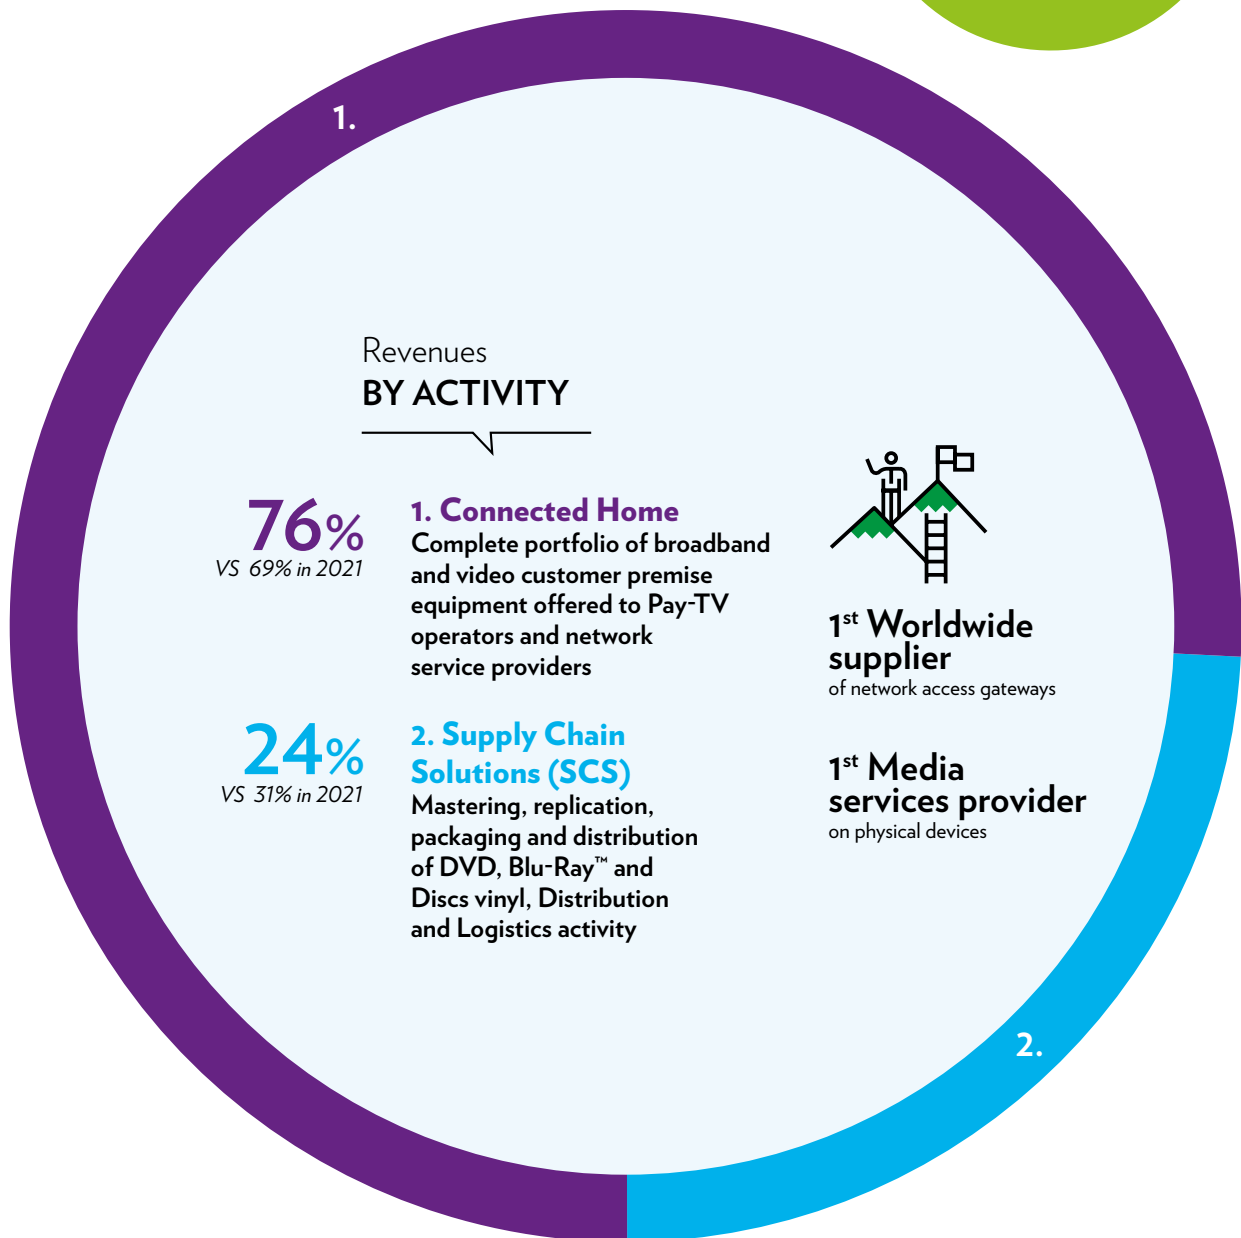 1.
Revenues
BY ACTIVITY
76%
VS 69% in 2021
1. Connected Home
Complete portfolio of broadband
and video customer premise
equipment offered to Pay-TV
operators and network
service providers
24%
VS 31% in 2021
2. Supply Chain
Solutions (SCS)
Mastering, replication,
packaging and distribution
of DVD, Blu-Ray™ and
Discs vinyl, Distribution
and Logistics activity
1st Worldwide
supplier
of network access gateways
1st Media
services provider
on physical devices
2.